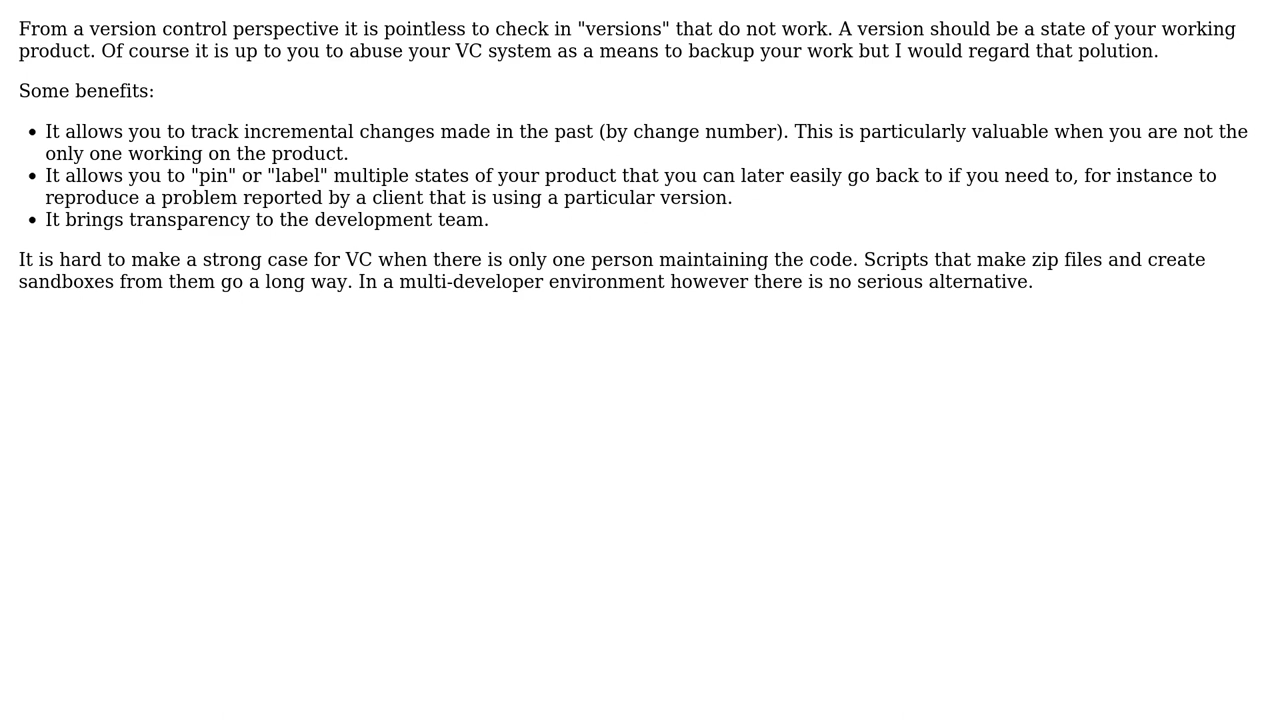 From a version control perspective it is pointless to check in "versions" that do not work. A version should be a state of your working
product. Of course it is up to you to abuse your VC system as a means to backup your work but I would regard that polution.
Some benefits:
• It allows you to track incremental changes made in the past (by change number). This is particularly valuable when you are not the
only one working on the product.
• It allows you to "pin" or "label" multiple states of your product that you can later easily go back to if you need to, for instance to
reproduce a problem reported by a client that is using a particular version.
• It brings transparency to the development team.
It is hard to make a strong case for VC when there is only one person maintaining the code. Scripts that make zip files and create
sandboxes from them go a long way. In a multi-developer environment however there is no serious alternative.